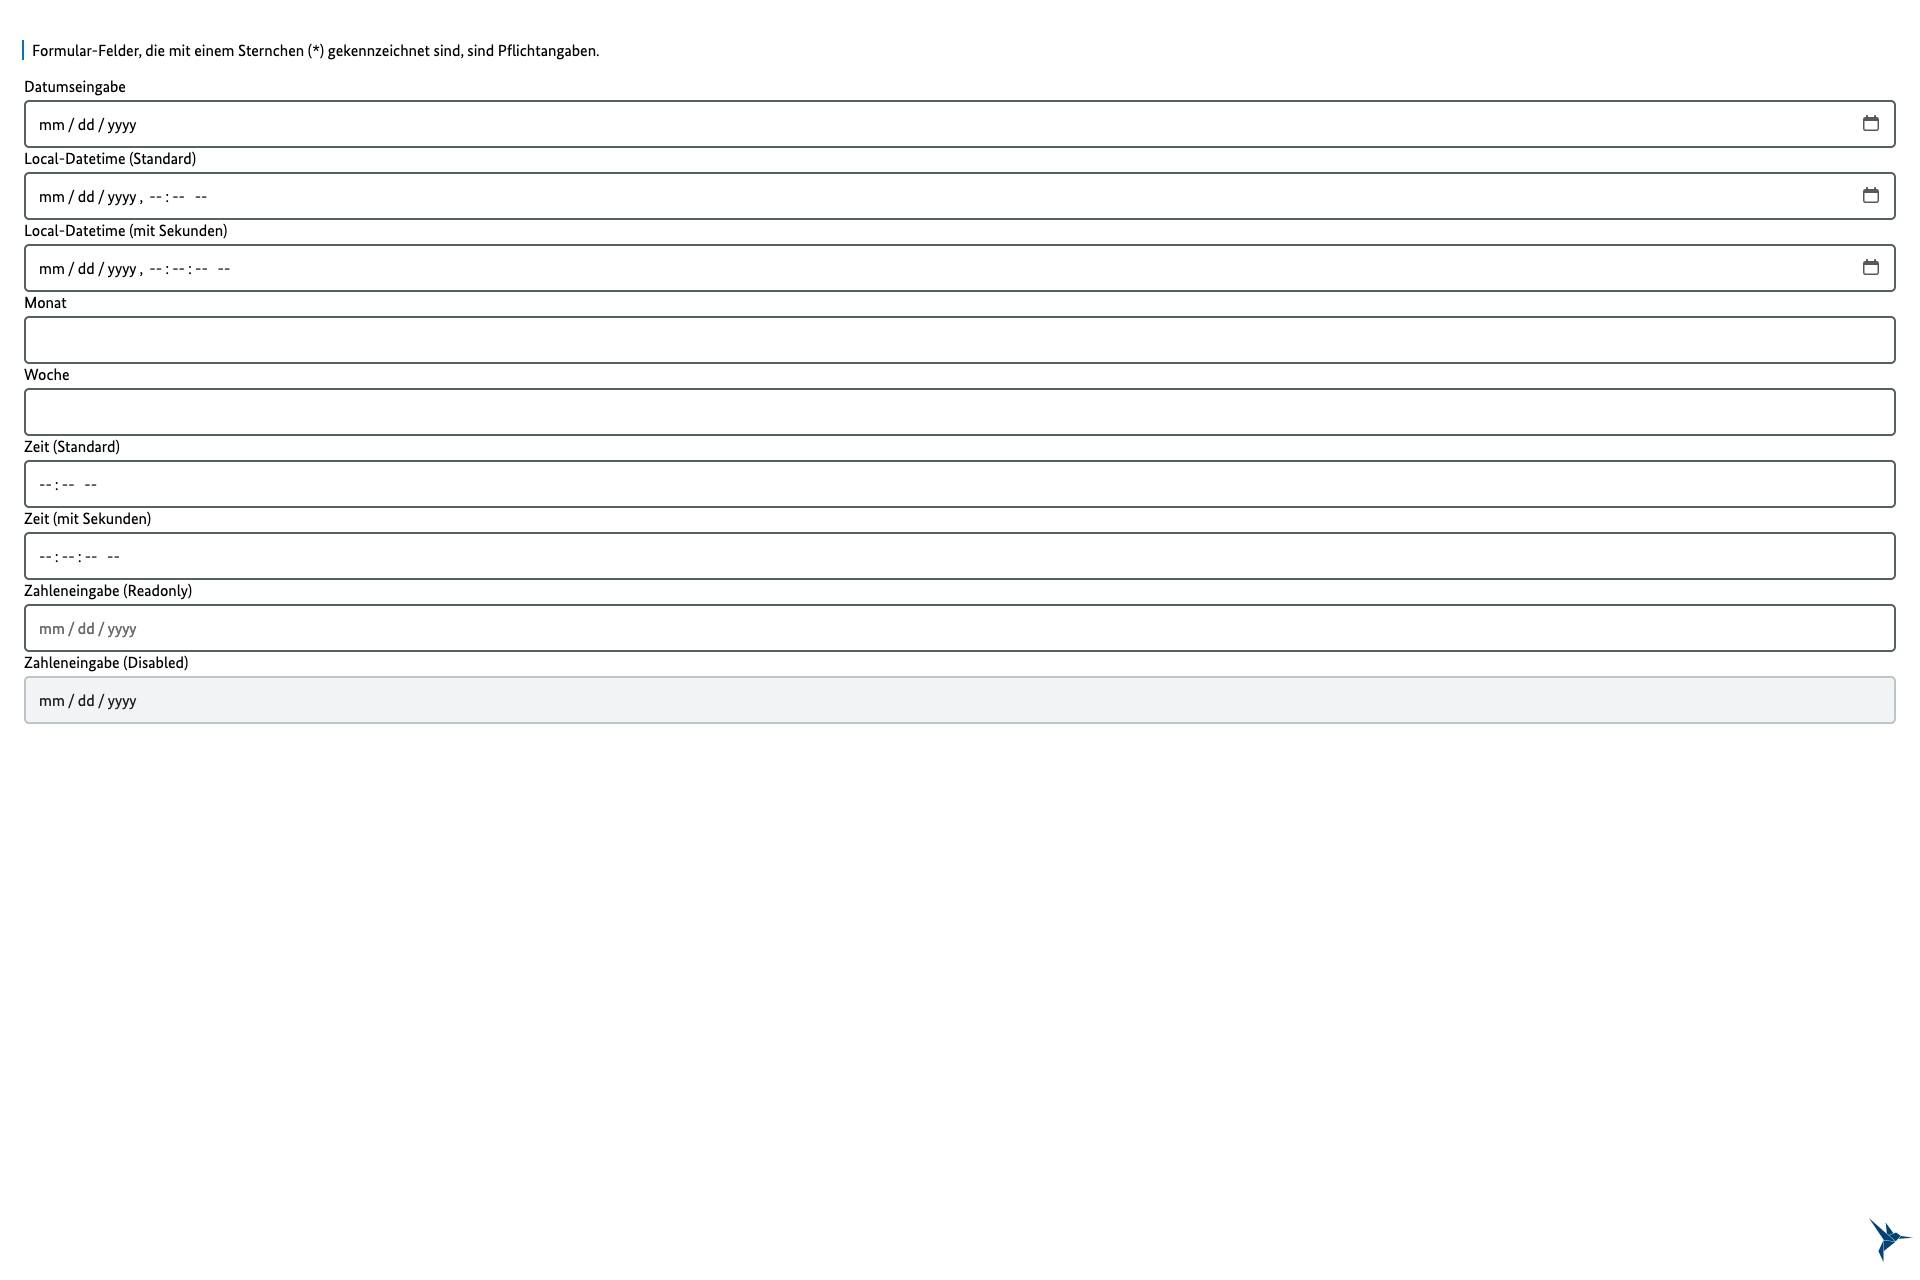 Formular-Felder, die mit einem Sternchen (*) gekennzeichnet sind, sind Pflichtangaben.
Datumseingabe
mm / dd / yyyy
Local-Datetime (Standard)
mm / dd / yyyy, --:-- --
Local-Datetime (mit Sekunden)
mm / dd / yyyy, --:--:-- --
Monat
Woche
Zeit (Standard)
--:-- --
Zeit (mit Sekunden)
--:--:-- --
Zahleneingabe (Readonly)
mm / dd / yyyy
Zahleneingabe (Disabled)
mm / dd / yyyy